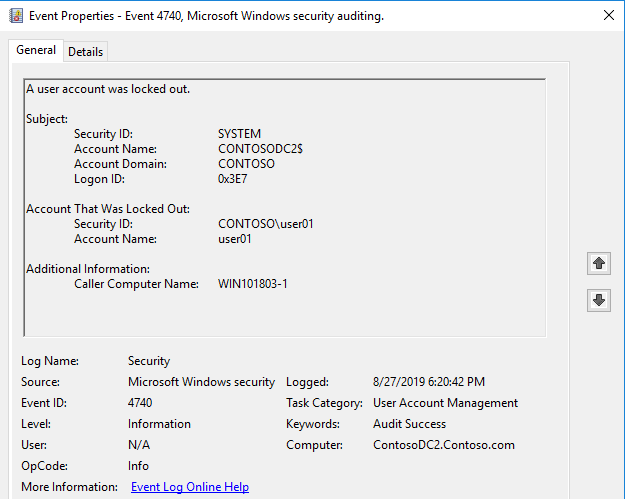 Event Properties - Event 4740, Microsoft Windows security auditing.
General Details
A user account was locked out.
Subject:
Security ID: SYSTEM
Account Name: CONTOSODC2$
Account Domain: CONTOSO
Logon ID: 0x3E7
Account That Was Locked Out:
Security ID: CONTOSO\user01
Account Name: user01
Additional Information:
Caller Computer Name: WIN101803-1
Log Name: Security
Source: Microsoft Windows security Logged: 8/27/2019 6:20:42 PM
Event ID: 4740 Task Category: User Account Management
Level: Information Keywords: Audit Success
User: N/A Computer: ContosoDC2.Contoso.com
OpCode: Info
More Information: Event Log Online Help